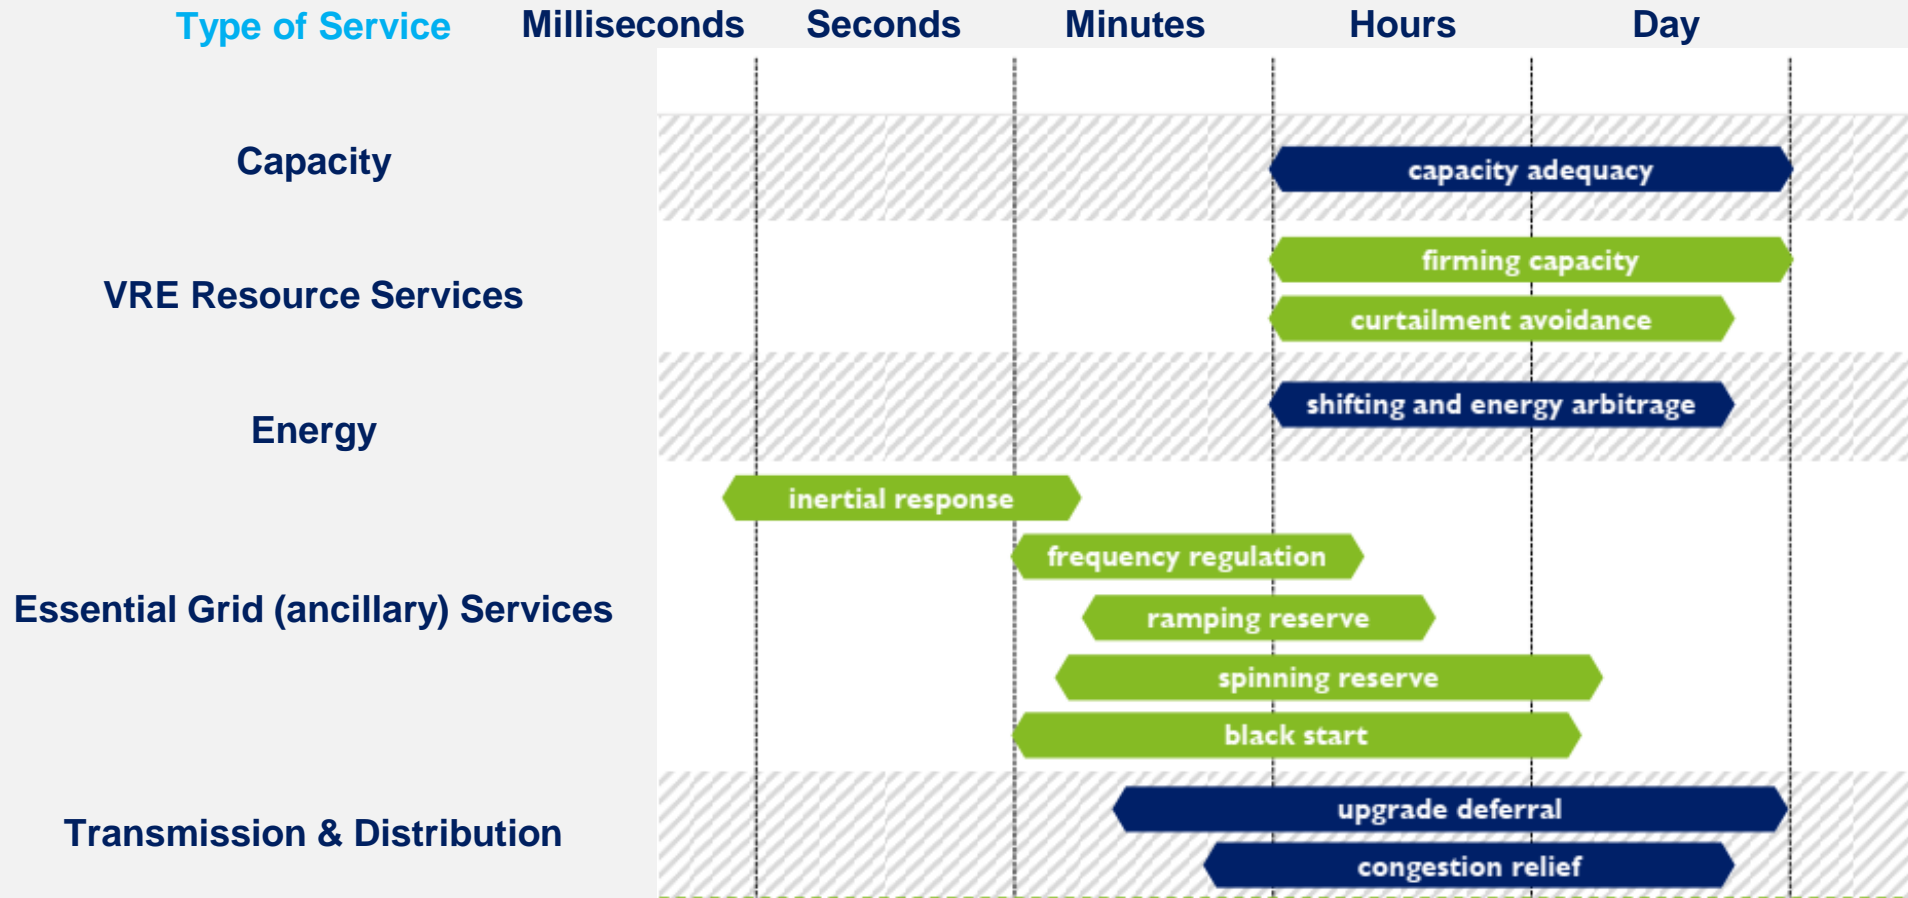 Type of Service Milliseconds Seconds Minutes Hours Day
Capacity
capacity adequacy
VRE Resource Services
firming capacity
curtailment avoidance
Energy
shifting and energy arbitrage
Essential Grid (ancillary) Services
inertial response
frequency regulation
ramping reserve
spinning reserve
black start
Transmission & Distribution
upgrade deferral
congestion relief